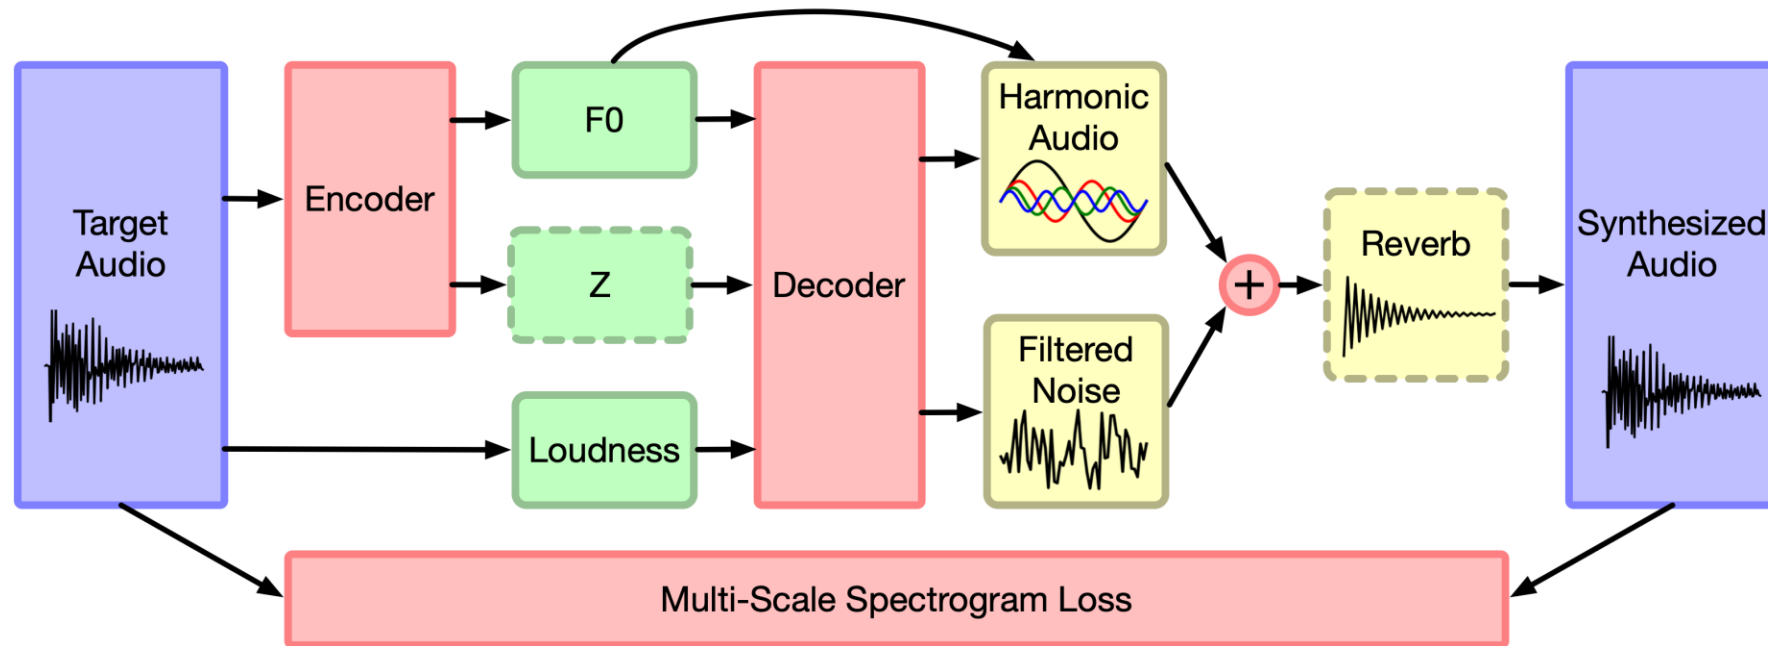 Target
Audio
Encoder
F0
Z
Loudness
Decoder
Harmonic
Audio
Filtered
Noise
+
Reverb
Synthesized
Audio
Multi-Scale Spectrogram Loss